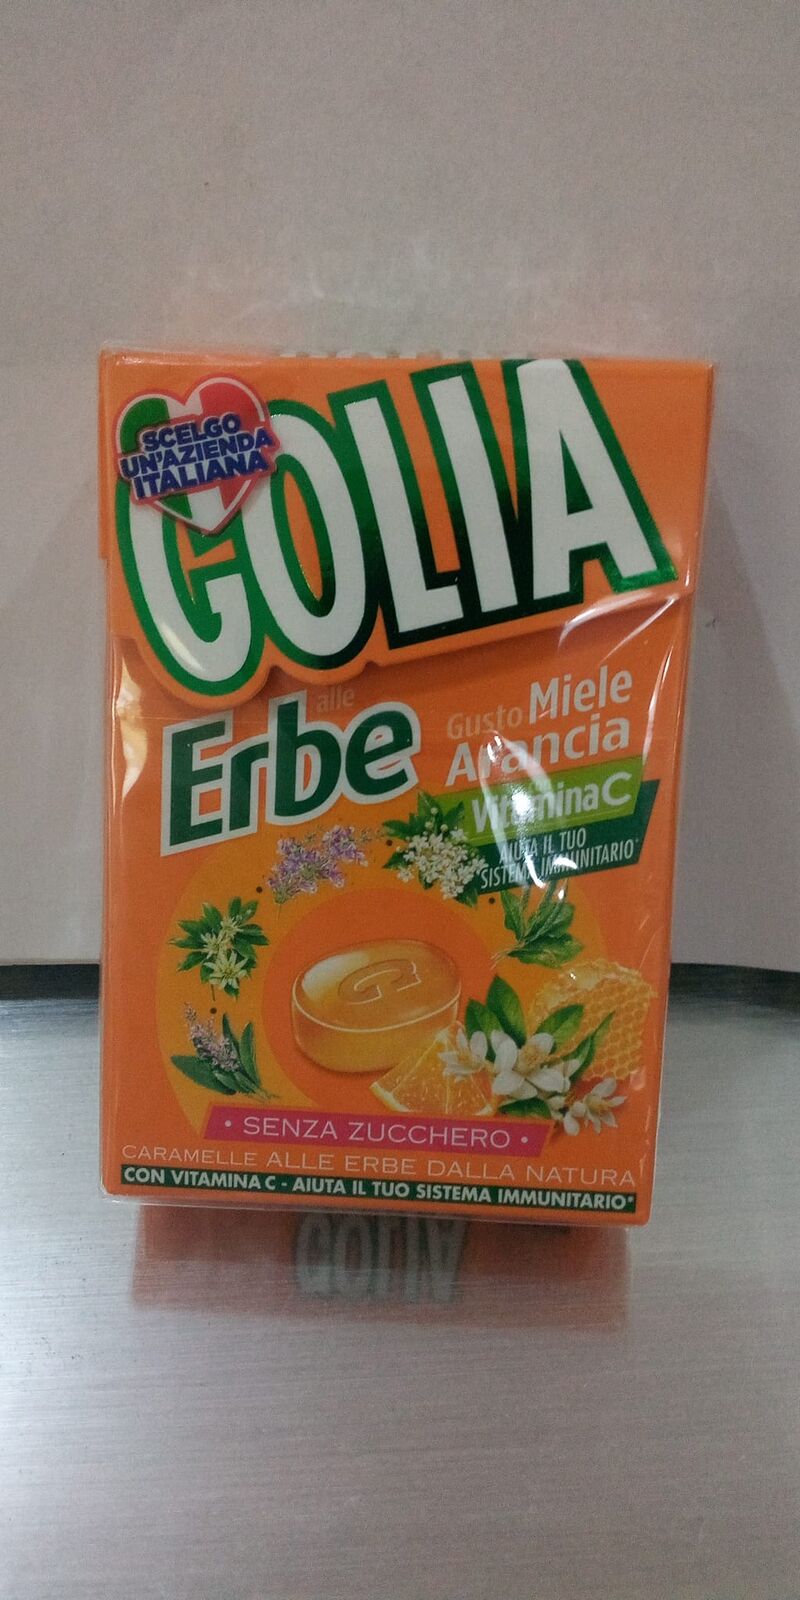 SCELGO
UN'AZIENDA
ITALIANA
GOLIA
alle
Erbe
Gusto Miele
Arancia
Vitamina C
AIUTA IL TUO
SISTEMA IMMUNITARIO*
G
• SENZA ZUCCHERO •
CARAMELLE ALLE ERBE DALLA NATURA
CON VITAMINA C - AIUTA IL TUO SISTEMA IMMUNITARIO*